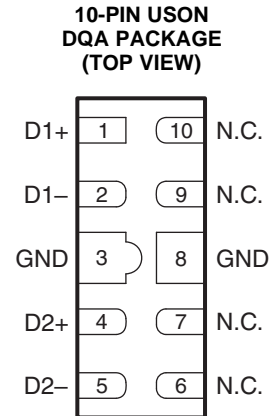 10-PIN USON
DQA PACKAGE
(TOP VIEW)
D1+ 1 10 N.C.
D1– 2 9 N.C.
GND 3 8 GND
D2+ 4 7 N.C.
D2– 5 6 N.C.